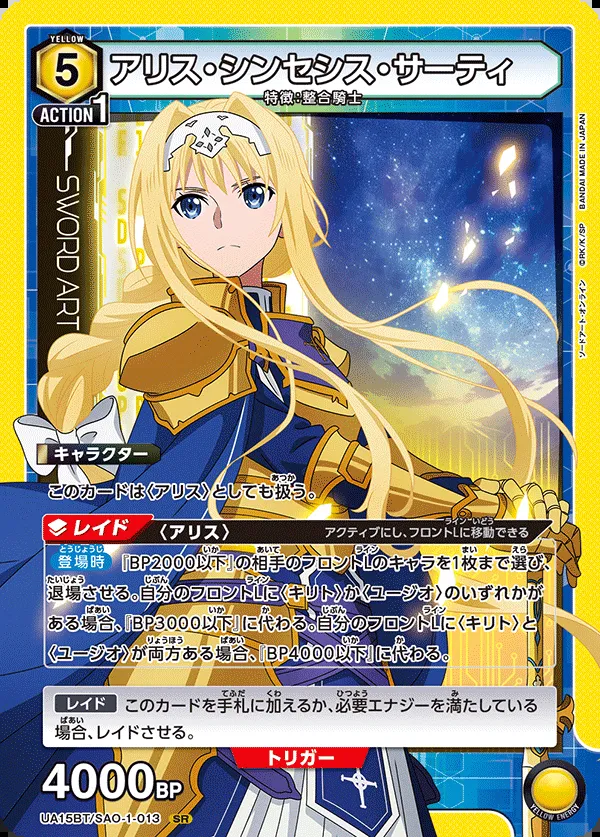 YELLOW
5
アリス・シンセシス・サーティ
特徴:整合騎士
ACTION 1
SWORD ART
BANDAI MADE IN JAPAN
©RK/K/SP
ソードアート・オンライン
キャラクター
このカードは〈アリス〉としても扱う。
レイド 〈アリス〉 アクティブにし、フロントLに移動できる
登場時 『BP2000以下』の相手のフロントLのキャラを1枚まで選び、
退場させる。自分のフロントLに〈キリト〉か〈ユージオ〉のいずれかが
ある場合、『BP3000以下』に代わる。自分のフロントLに〈キリト〉と
〈ユージオ〉が両方ある場合、『BP4000以下』に代わる。
レイド このカードを手札に加えるか、必要エナジーを満たしている
場合、レイドさせる。
トリガー
4000BP
UA15BT/SAO-1-013 SR
YELLOW ENERGY